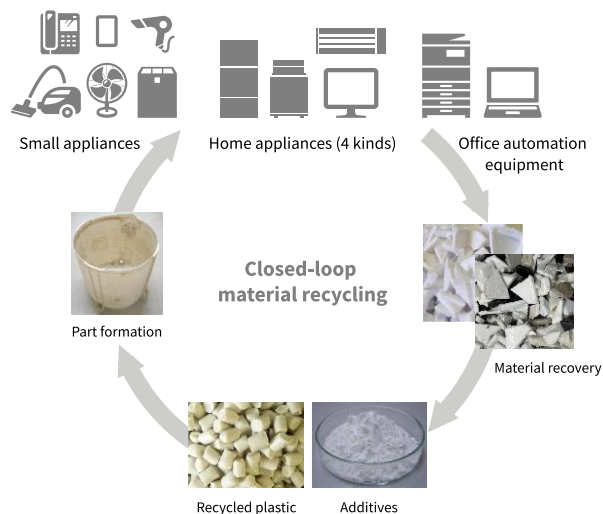 Small appliances
Home appliances (4 kinds)
Office automation
equipment
Closed-loop
material recycling
Part formation
Material recovery
Recycled plastic
Additives